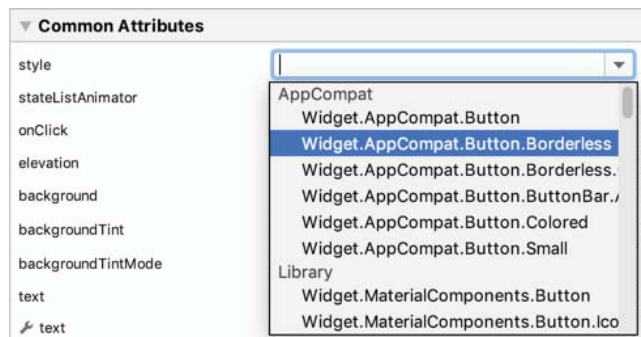 Common Attributes
style
stateListAnimator
onClick
elevation
background
backgroundTint
backgroundTintMode
text
text
AppCompat
Widget.AppCompat.Button
Widget.AppCompat.Button.Borderless
Widget.AppCompat.Button.Borderless.
Widget.AppCompat.Button.ButtonBar.
Widget.AppCompat.Button.Colored
Widget.AppCompat.Button.Small
Library
Widget.MaterialComponents.Button
Widget.MaterialComponents.Button.Ico